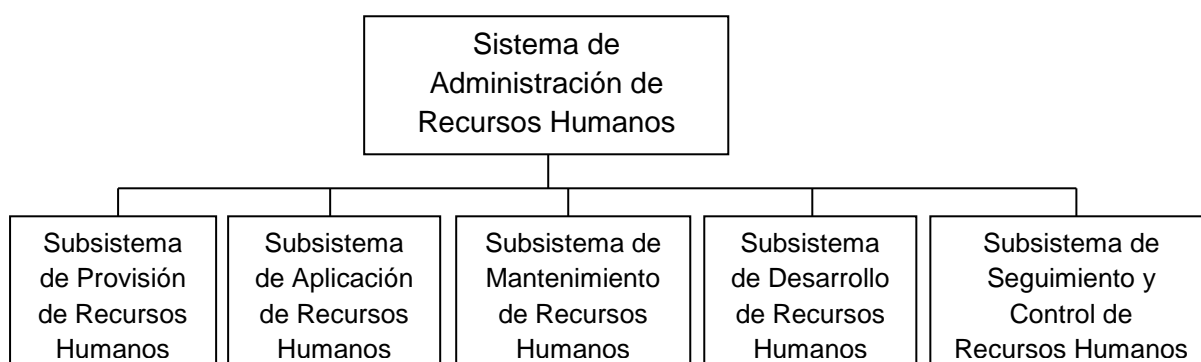 Sistema de
Administración de
Recursos Humanos
Subsistema
de Provisión
de Recursos
Humanos
Subsistema
de Aplicación
de Recursos
Humanos
Subsistema de
Mantenimiento
de Recursos
Humanos
Subsistema
de Desarrollo
de Recursos
Humanos
Subsistema de
Seguimiento y
Control de
Recursos Humanos